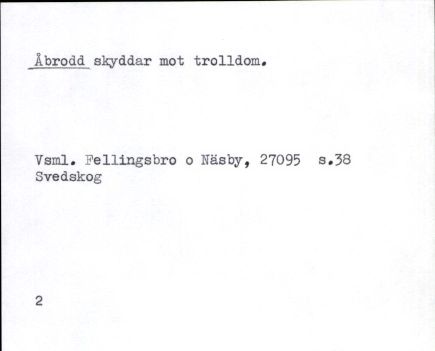 Åbrodd skyddar mot trolldom.
Vsml. Fellingsbro o Näsby, 27095 s.38
Svedskog
2